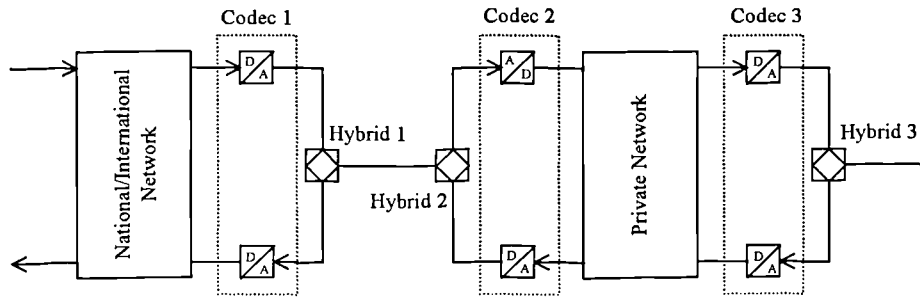 Codec 1
Codec 2
Codec 3
D
A
A
D
D
A
National/International
Network
Hybrid 1
Hybrid 2
Private Network
Hybrid 3
D
A
D
A
D
A